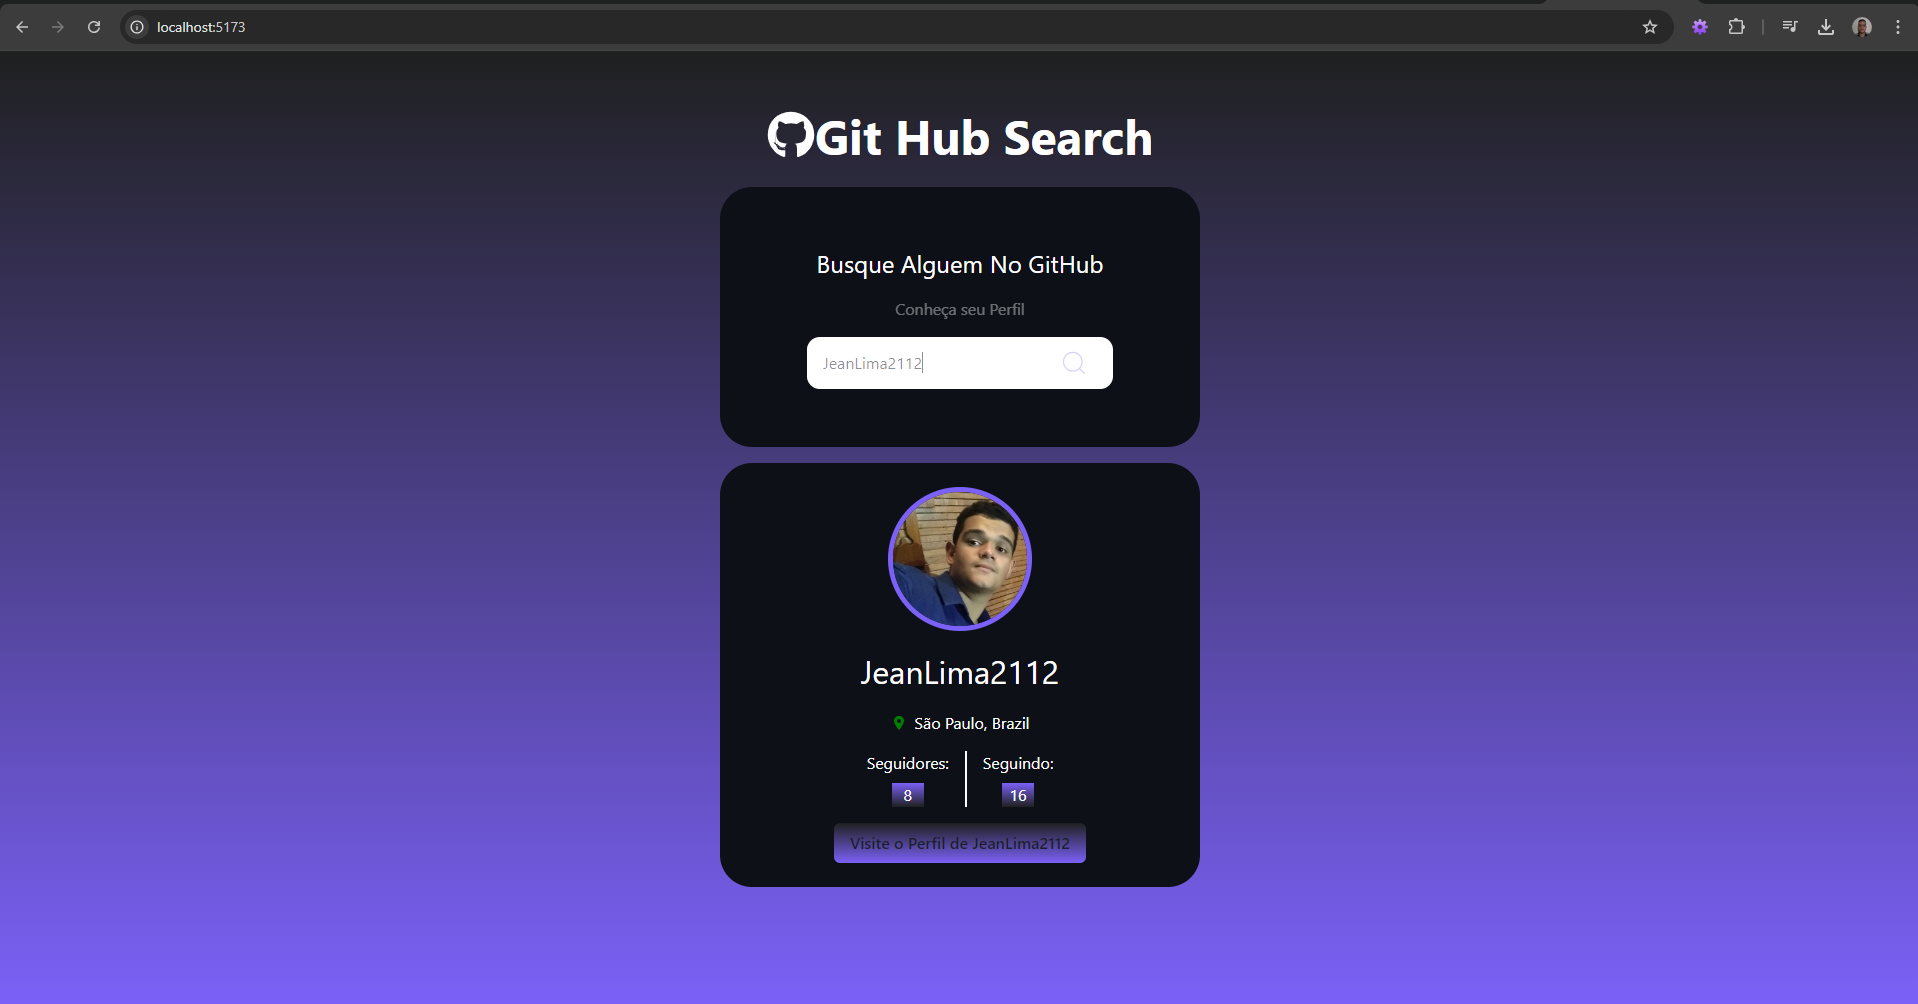 localhost:5173
Git Hub Search
Busque Alguem No GitHub
Conheça seu Perfil
JeanLima2112
JeanLima2112
São Paulo, Brazil
Seguidores: Seguindo:
8 16
Visite o Perfil de JeanLima2112